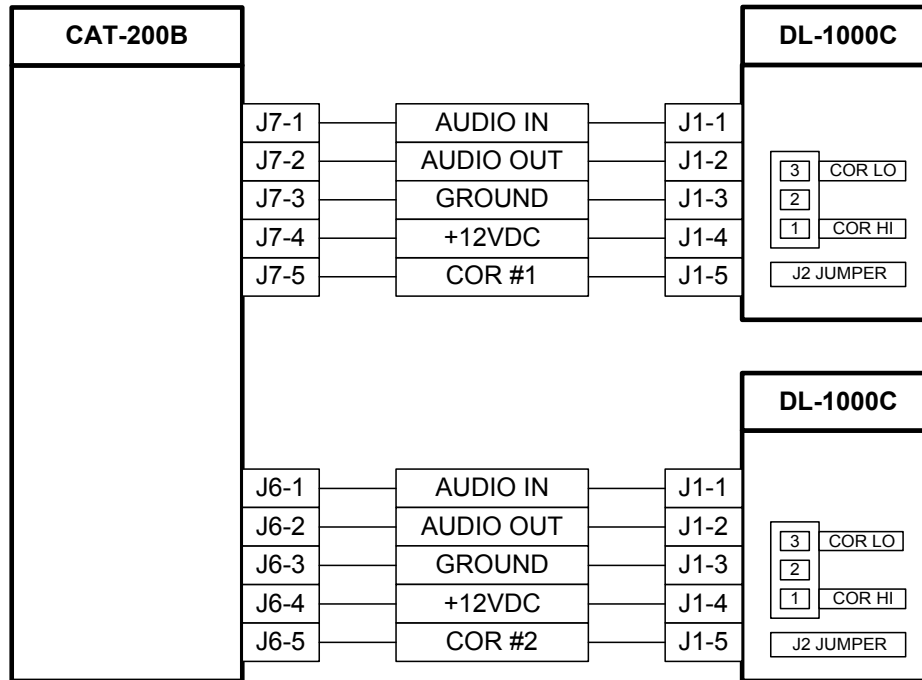 CAT-200B DL-1000C
J7-1 AUDIO IN J1-1
J7-2 AUDIO OUT J1-2
J7-3 GROUND J1-3
J7-4 +12VDC J1-4
J7-5 COR #1 J1-5
3 COR LO
2
1 COR HI
J2 JUMPER
DL-1000C
J6-1 AUDIO IN J1-1
J6-2 AUDIO OUT J1-2
J6-3 GROUND J1-3
J6-4 +12VDC J1-4
J6-5 COR #2 J1-5
3 COR LO
2
1 COR HI
J2 JUMPER